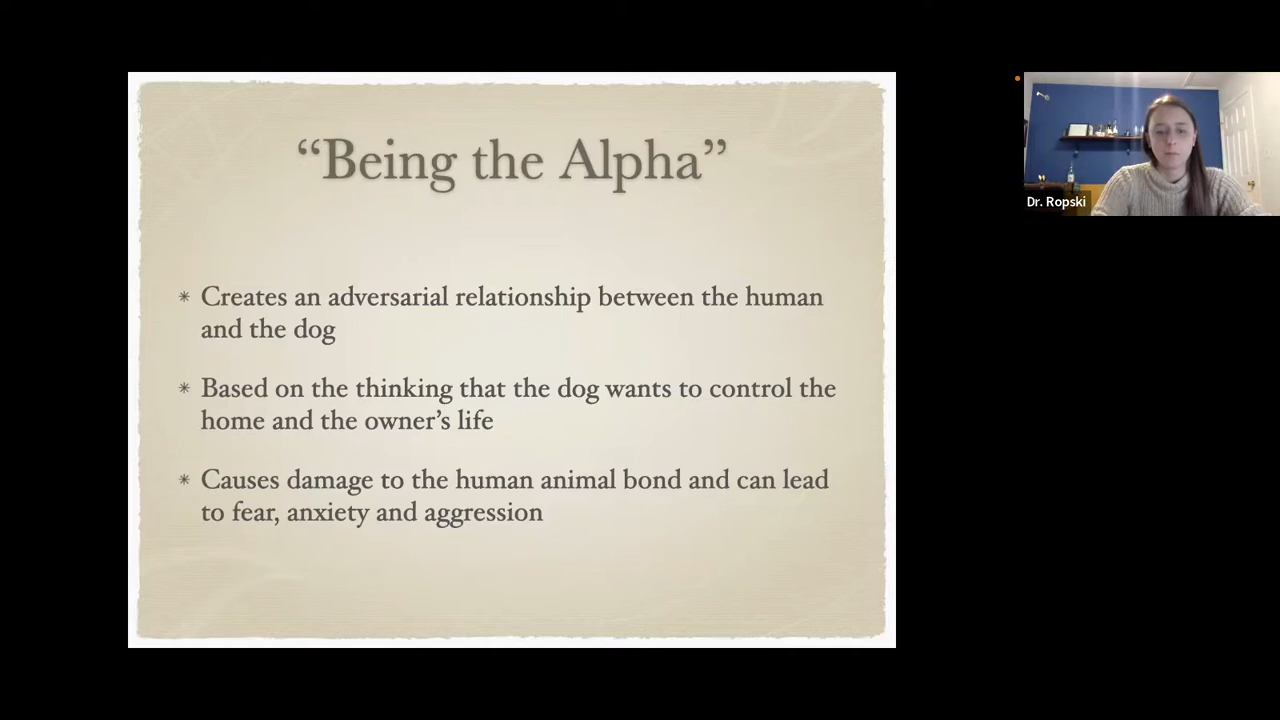 “Being the Alpha”
Creates an adversarial relationship between the human
and the dog
Based on the thinking that the dog wants to control the
home and the owner’s life
Causes damage to the human animal bond and can lead
to fear, anxiety and aggression
Dr. Ropski